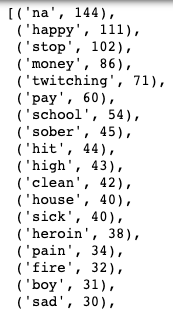 [('na', 144),
('happy', 111),
('stop', 102),
('money', 86),
('twitching', 71),
('pay', 60),
('school', 54),
('sober', 45),
('hit', 44),
('high', 43),
('clean', 42),
('house', 40),
('sick', 40),
('heroin', 38),
('pain', 34),
('fire', 32),
('boy', 31),
('sad', 30),